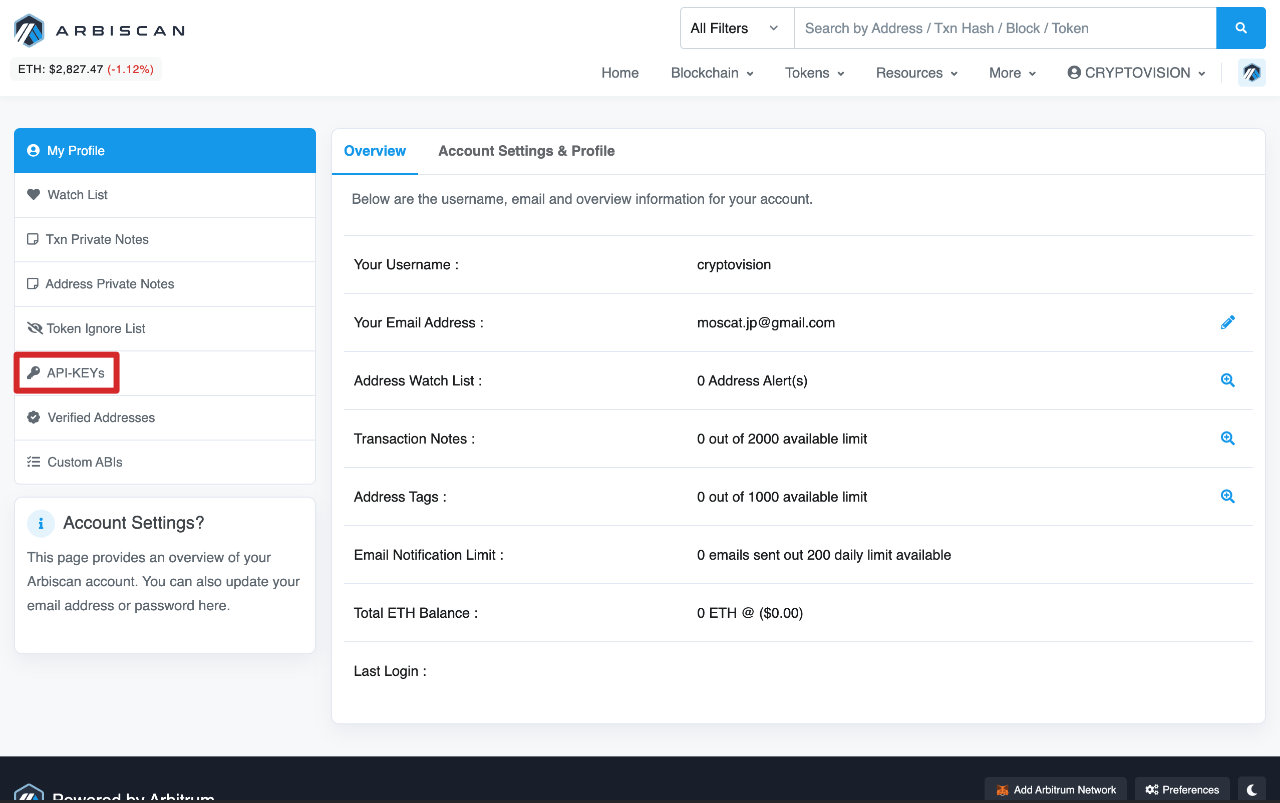 ARBISCAN
All Filters
Search by Address / Txn Hash / Block / Token
ETH: $2,827.47 (-1.12%)
Home
Blockchain
Tokens
Resources
More
CRYPTOVISION
My Profile
Watch List
Txn Private Notes
Address Private Notes
Token Ignore List
API-KEYs
Verified Addresses
Custom ABIs
Account Settings?
This page provides an overview of your
Arbiscan account. You can also update your
email address or password here.
Overview
Account Settings & Profile
Below are the username, email and overview information for your account.
Your Username : cryptovision
Your Email Address : moscat.jp@gmail.com
Address Watch List : 0 Address Alert(s)
Transaction Notes : 0 out of 2000 available limit
Address Tags : 0 out of 1000 available limit
Email Notification Limit : 0 emails sent out 200 daily limit available
Total ETH Balance : 0 ETH @ ($0.00)
Last Login :
Powered by Arbitrum
Add Arbitrum Network
Preferences